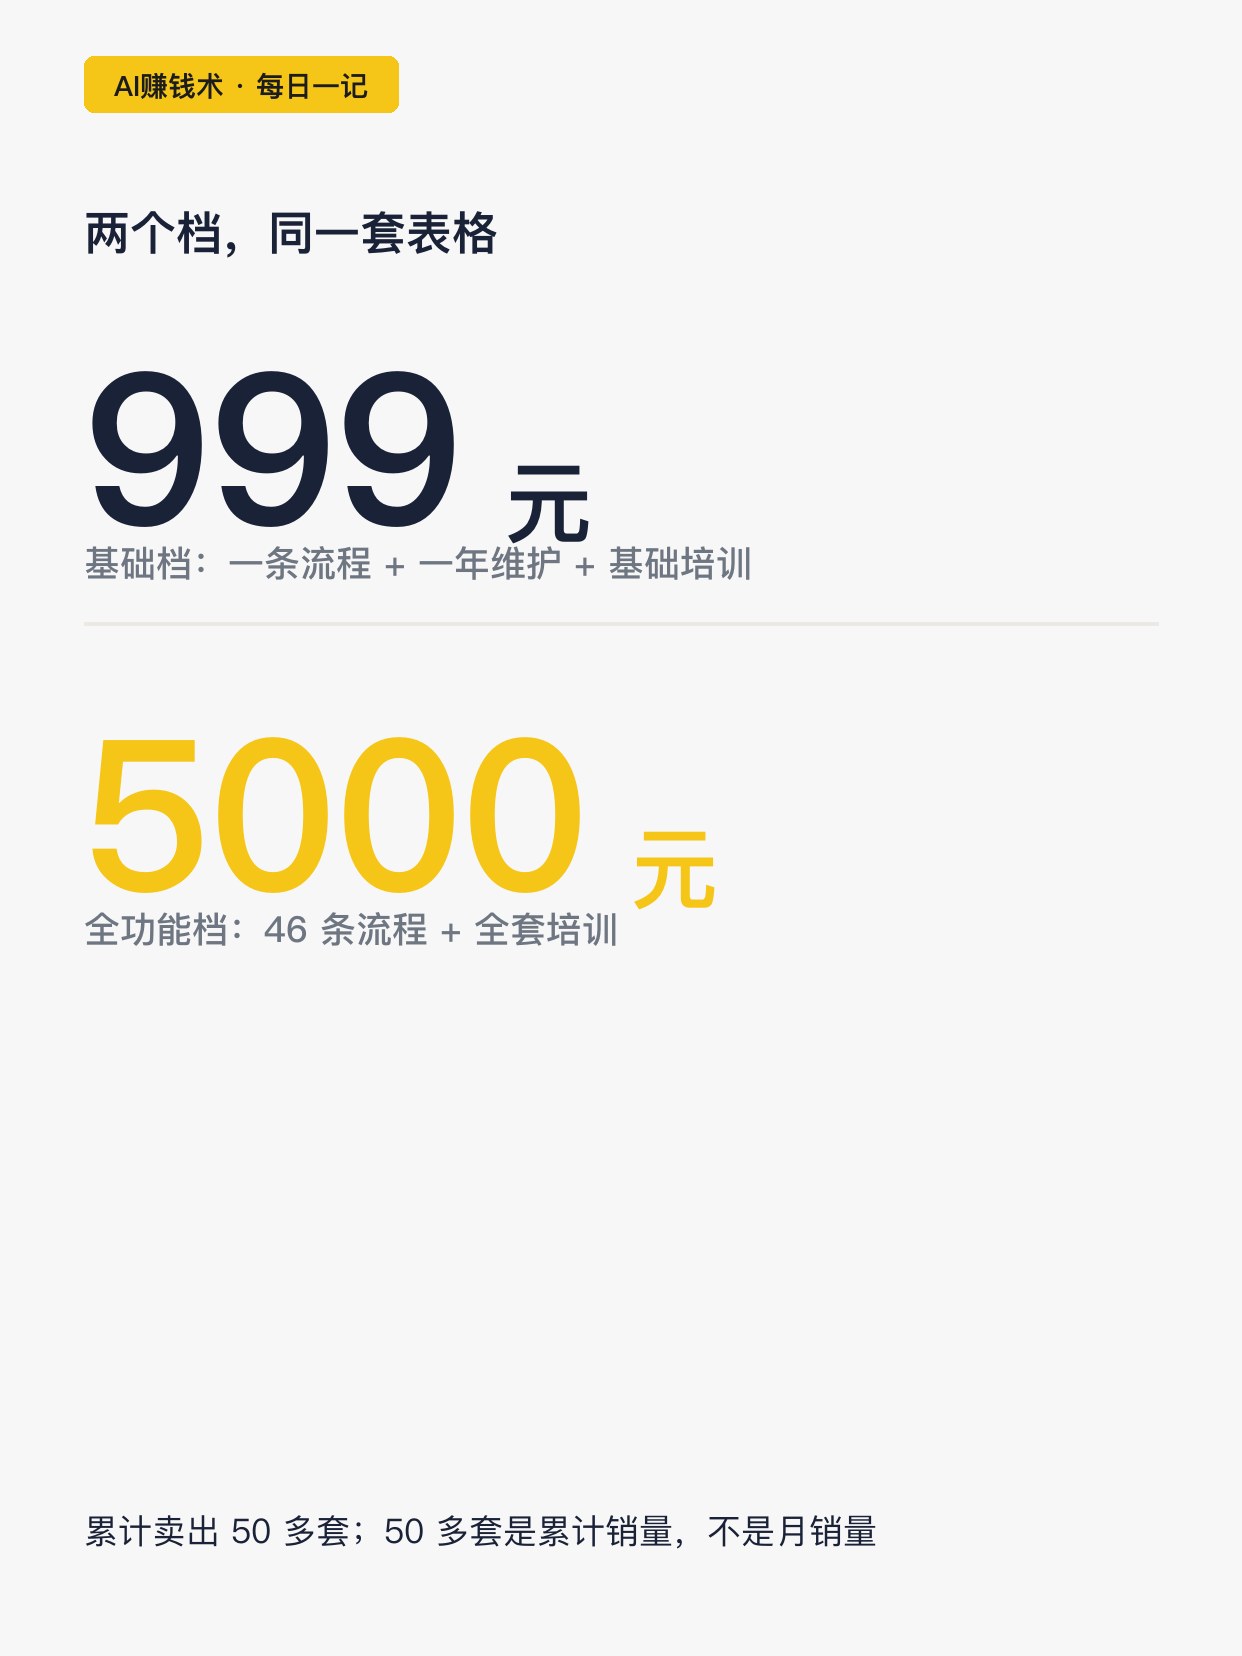 AI赚钱术 · 每日一记
两个档，同一套表格
999 元
基础档：一条流程 + 一年维护 + 基础培训
5000 元
全功能档：46 条流程 + 全套培训
累计卖出 50 多套；50 多套是累计销量，不是月销量